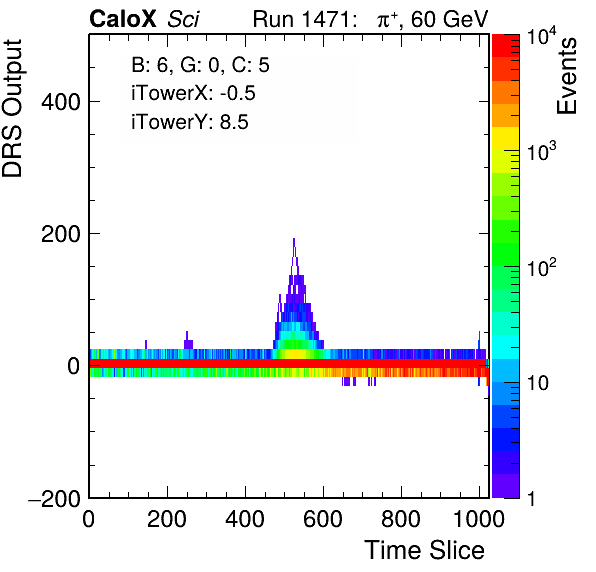 CaloX Sci Run 1471: π⁺, 60 GeV
B: 6, G: 0, C: 5
iTowerX: -0.5
iTowerY: 8.5
DRS Output
400
200
0
−200
0 200 400 600 800 1000
Time Slice
10⁴
10³
10²
10
1
Events